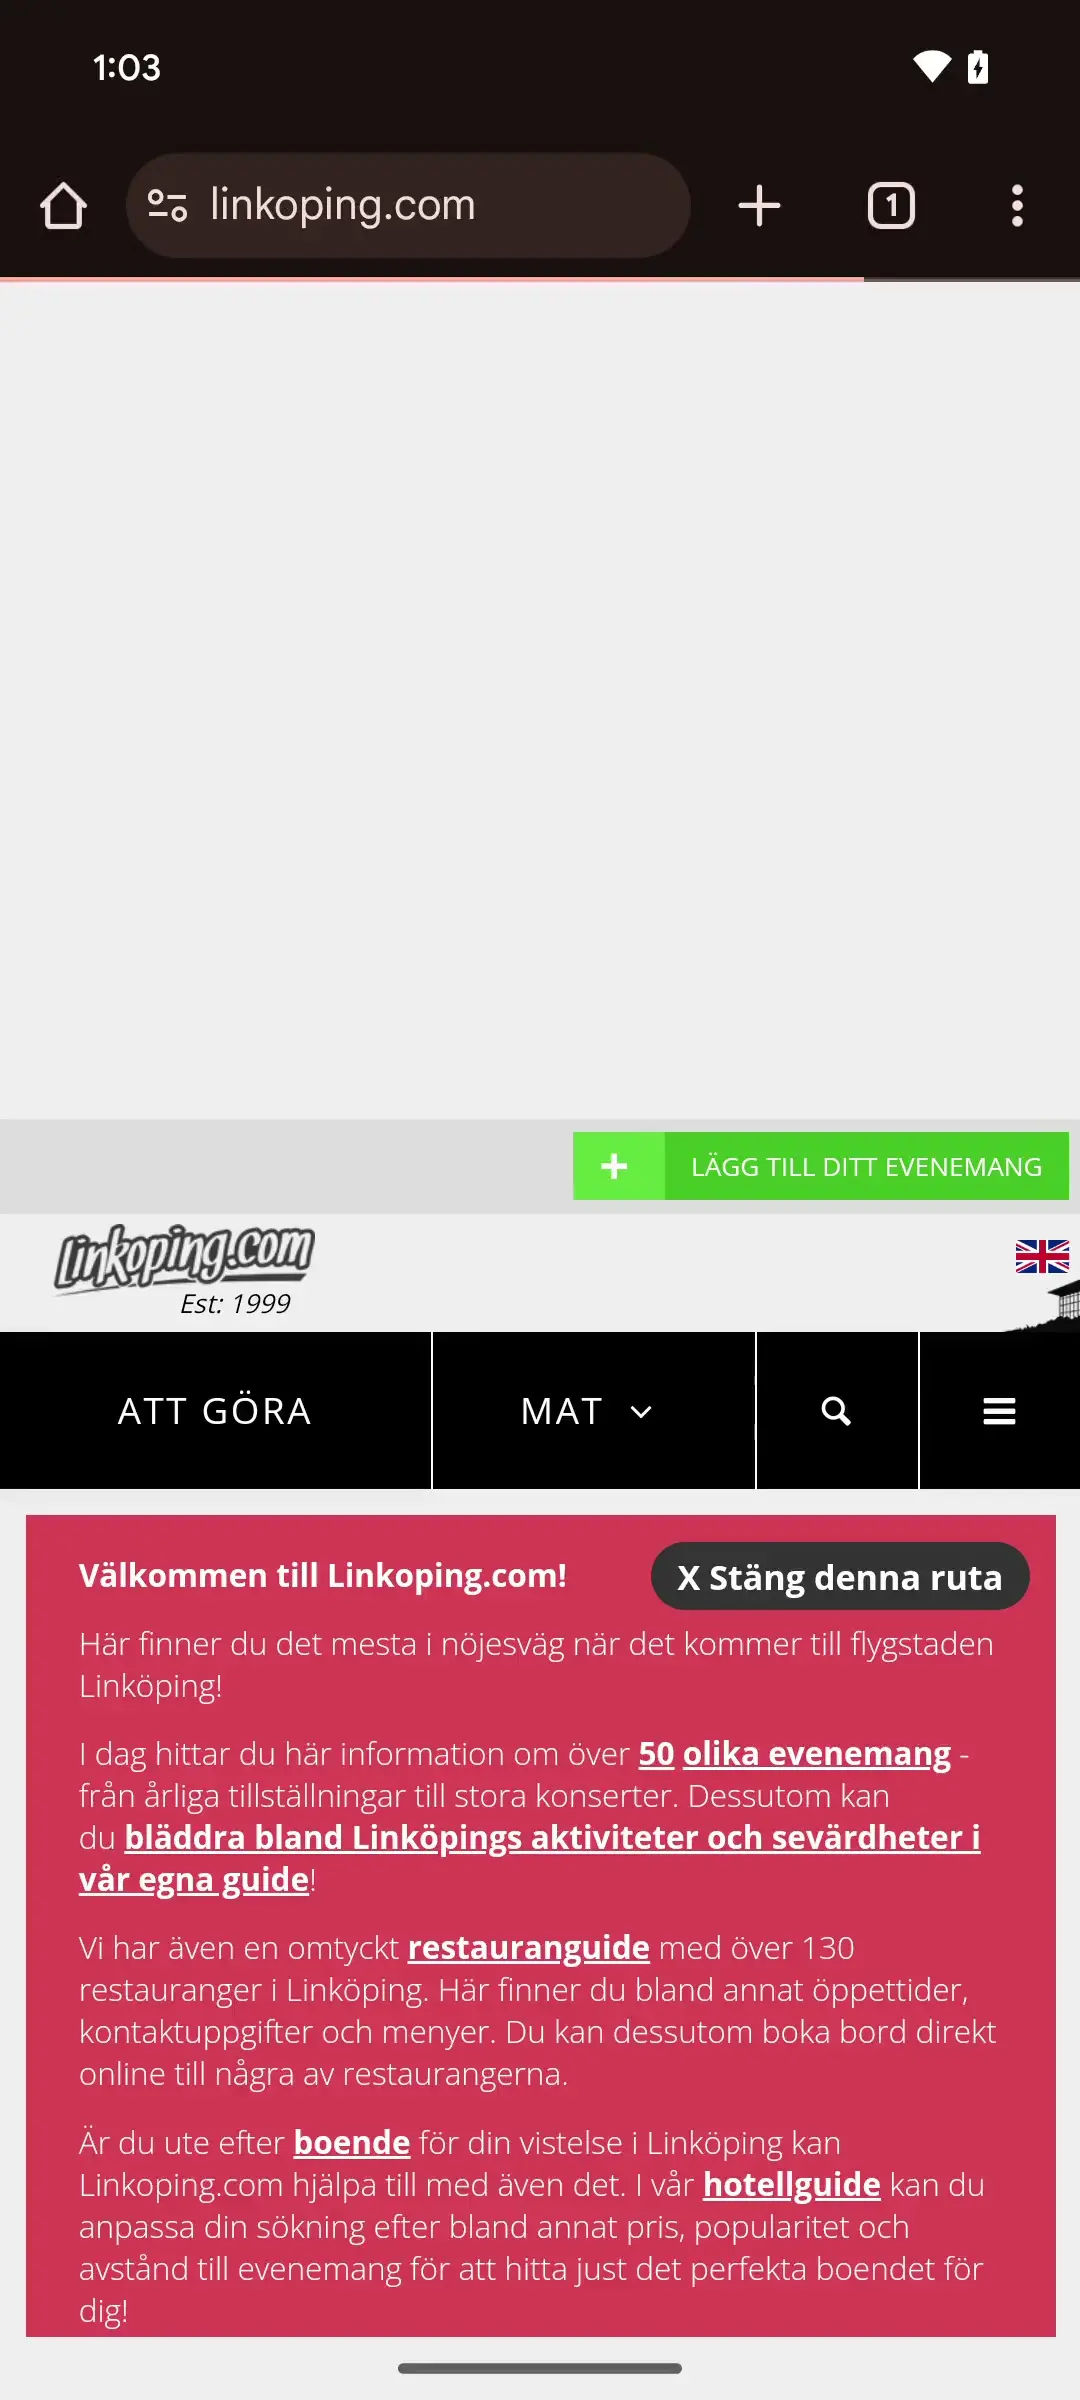 1:03
linkoping.com
1
LÄGG TILL DITT EVENEMANG
linkoping.com
Est: 1999
ATT GÖRA
MAT
Välkommen till Linkoping.com!
X Stäng denna ruta
Här finner du det mesta i nöjesväg när det kommer till flygstaden
Linköping!
I dag hittar du här information om över 50 olika evenemang -
från årliga tillställningar till stora konserter. Dessutom kan
du bläddra bland Linköpings aktiviteter och sevärdheter i
vår egna guide!
Vi har även en omtyckt restauranguide med över 130
restauranger i Linköping. Här finner du bland annat öppettider,
kontaktuppgifter och menyer. Du kan dessutom boka bord direkt
online till några av restaurangerna.
Är du ute efter boende för din vistelse i Linköping kan
Linkoping.com hjälpa till med även det. I vår hotellguide kan du
anpassa din sökning efter bland annat pris, popularitet och
avstånd till evenemang för att hitta just det perfekta boendet för
dig!